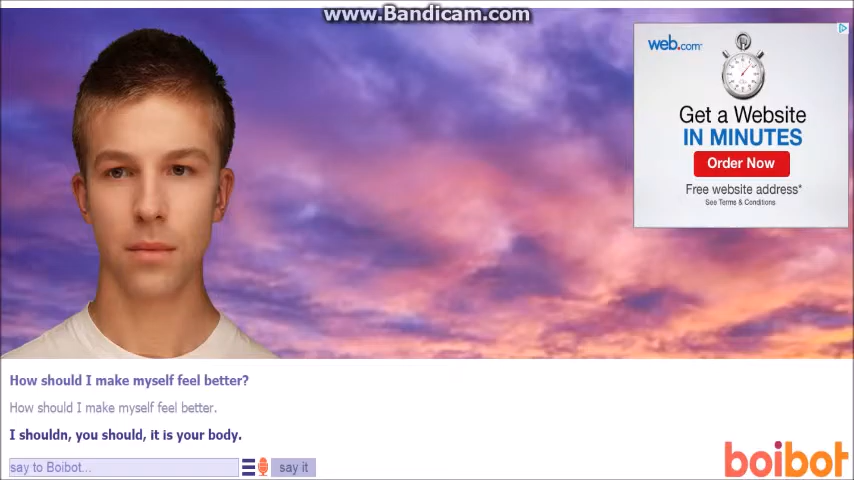 www.Bandicam.com
web.com
Get a Website
IN MINUTES
Order Now
Free website address*
See Terms & Conditions
How should I make myself feel better?
How should I make myself feel better.
I shouldn, you should, it is your body.
say to Boibot...
say it
boibot